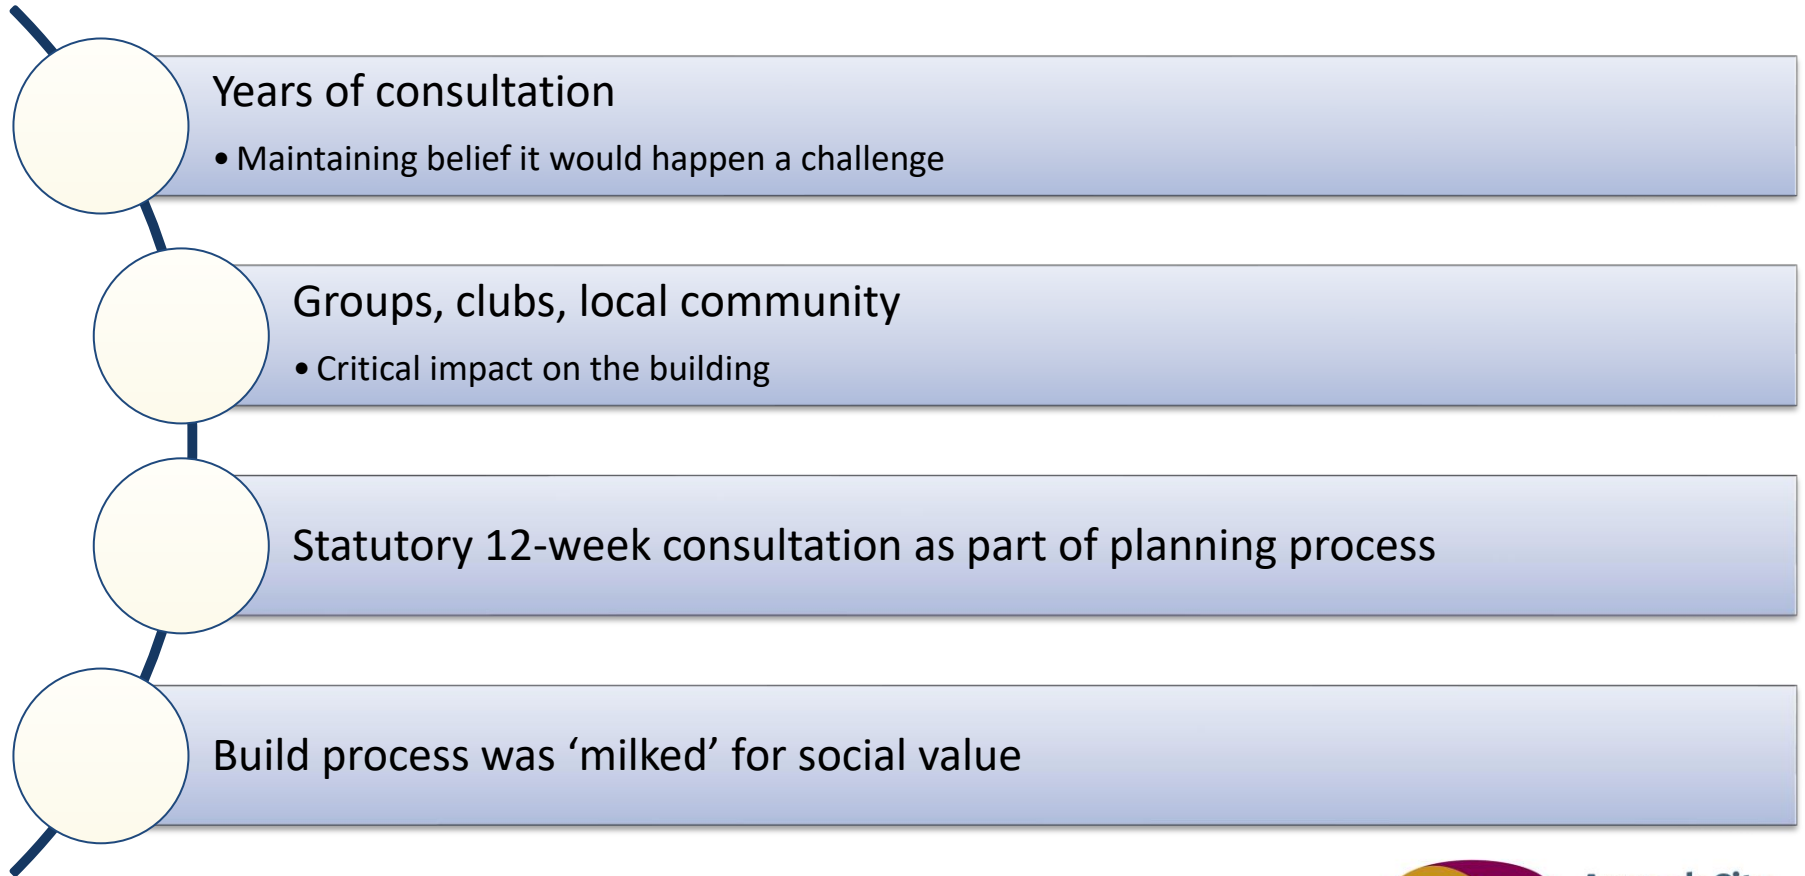 Years of consultation
• Maintaining belief it would happen a challenge
Groups, clubs, local community
• Critical impact on the building
Statutory 12-week consultation as part of planning process
Build process was ‘milked’ for social value